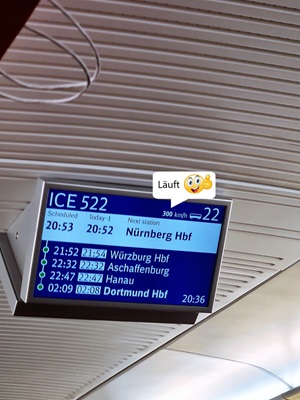 Läuft
ICE 522
300 km/h 22
Scheduled Today-1 Next station
20:53 20:52 Nürnberg Hbf
21:52 21:54 Würzburg Hbf
22:32 22:32 Aschaffenburg
22:47 22:47 Hanau
02:09 02:08 Dortmund Hbf
20:36